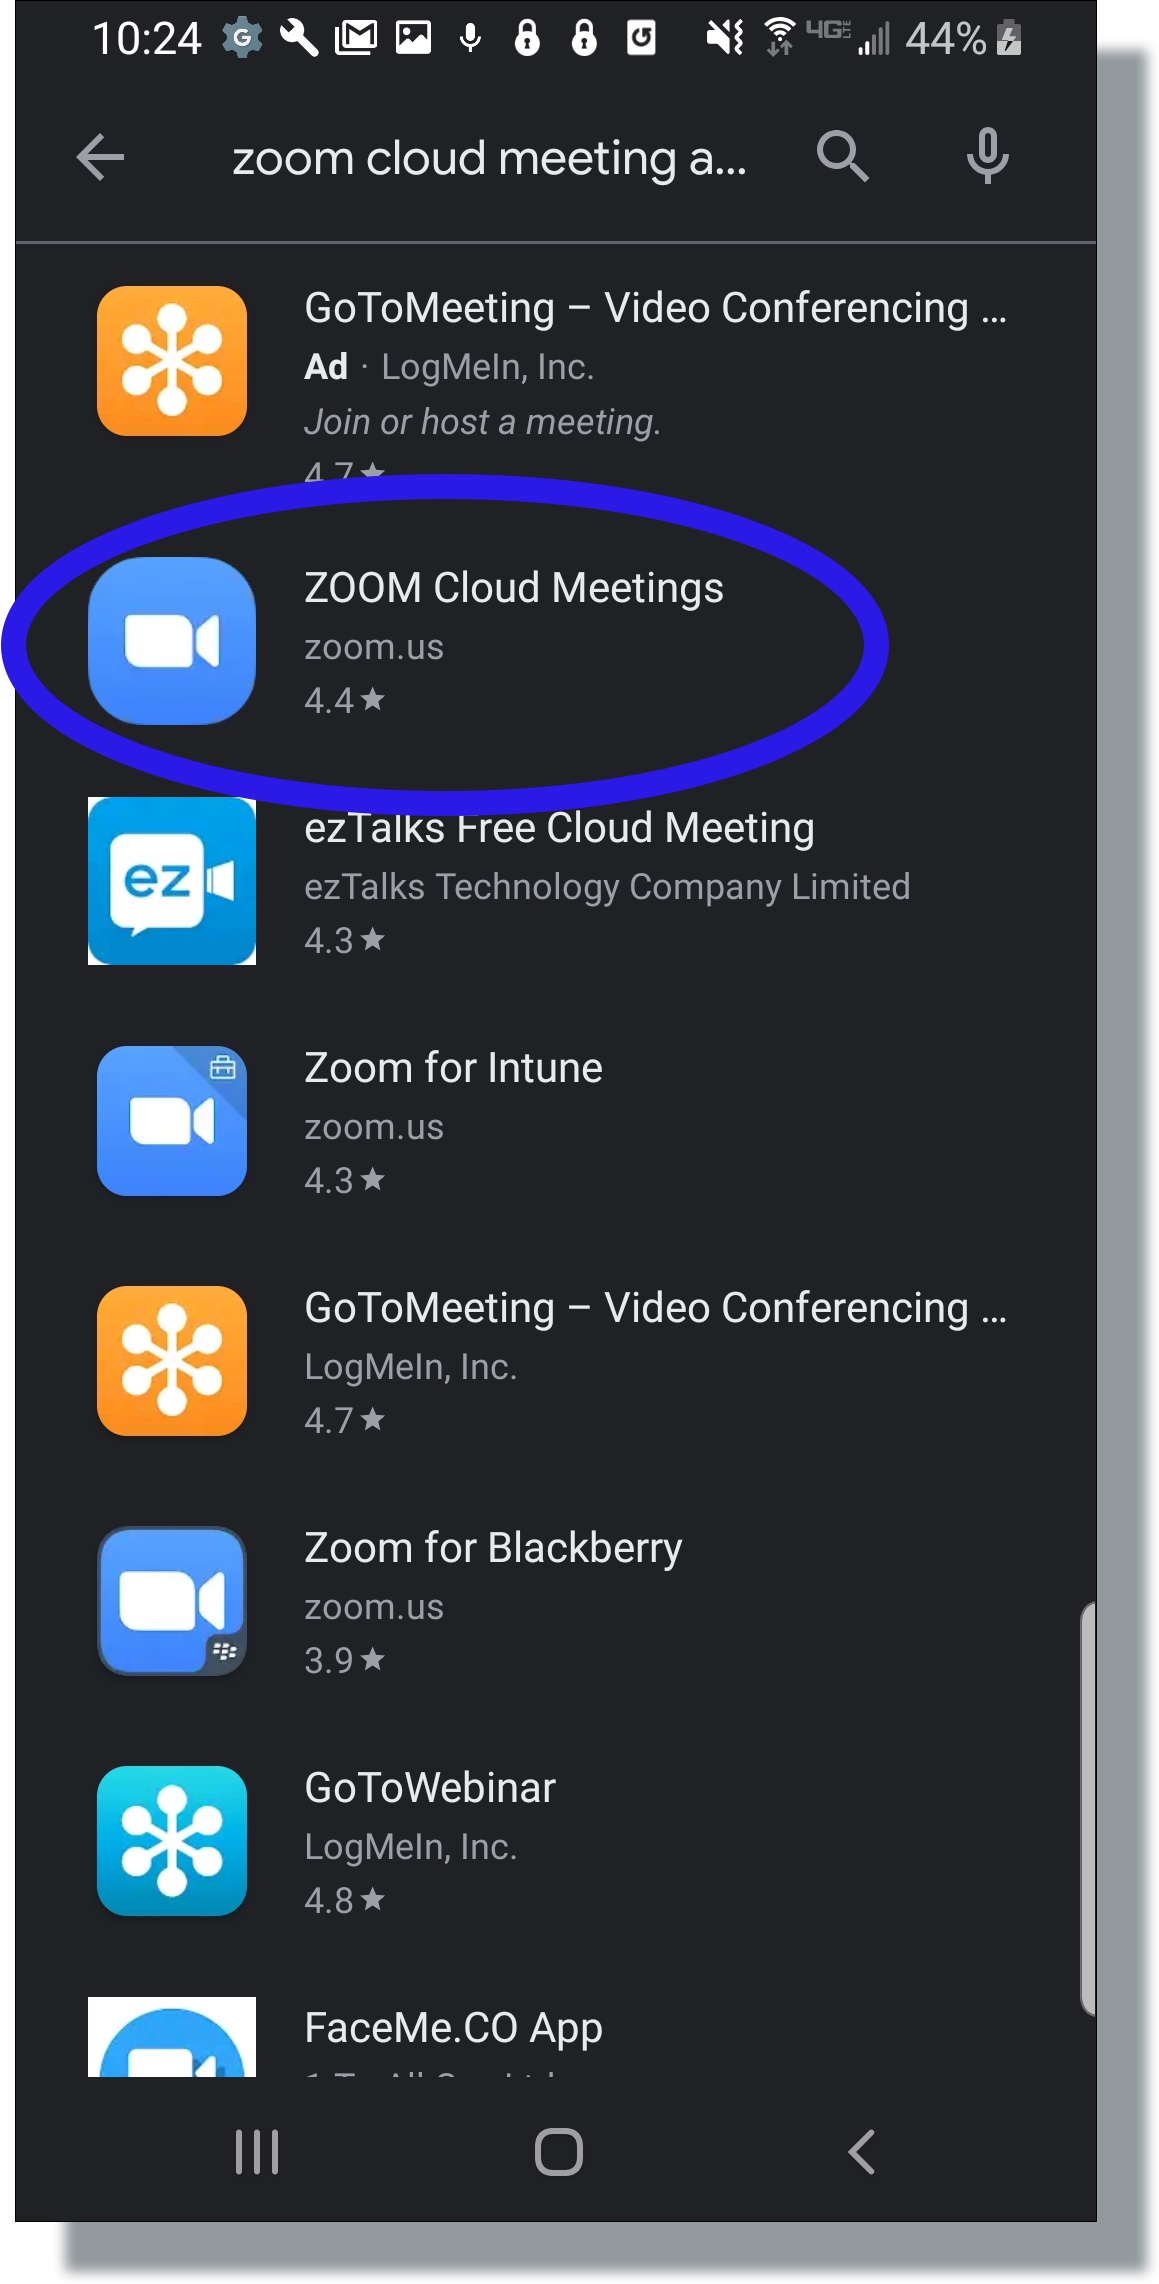 10:24 G 4G LTE 44%
zoom cloud meeting a...
GoToMeeting – Video Conferencing ...
Ad · LogMeIn, Inc.
Join or host a meeting.
4.7★
ZOOM Cloud Meetings
zoom.us
4.4★
ezTalks Free Cloud Meeting
ez
ezTalks Technology Company Limited
4.3★
Zoom for Intune
zoom.us
4.3★
GoToMeeting – Video Conferencing ...
LogMeIn, Inc.
4.7★
Zoom for Blackberry
zoom.us
3.9★
GoToWebinar
LogMeIn, Inc.
4.8★
FaceMe.CO App